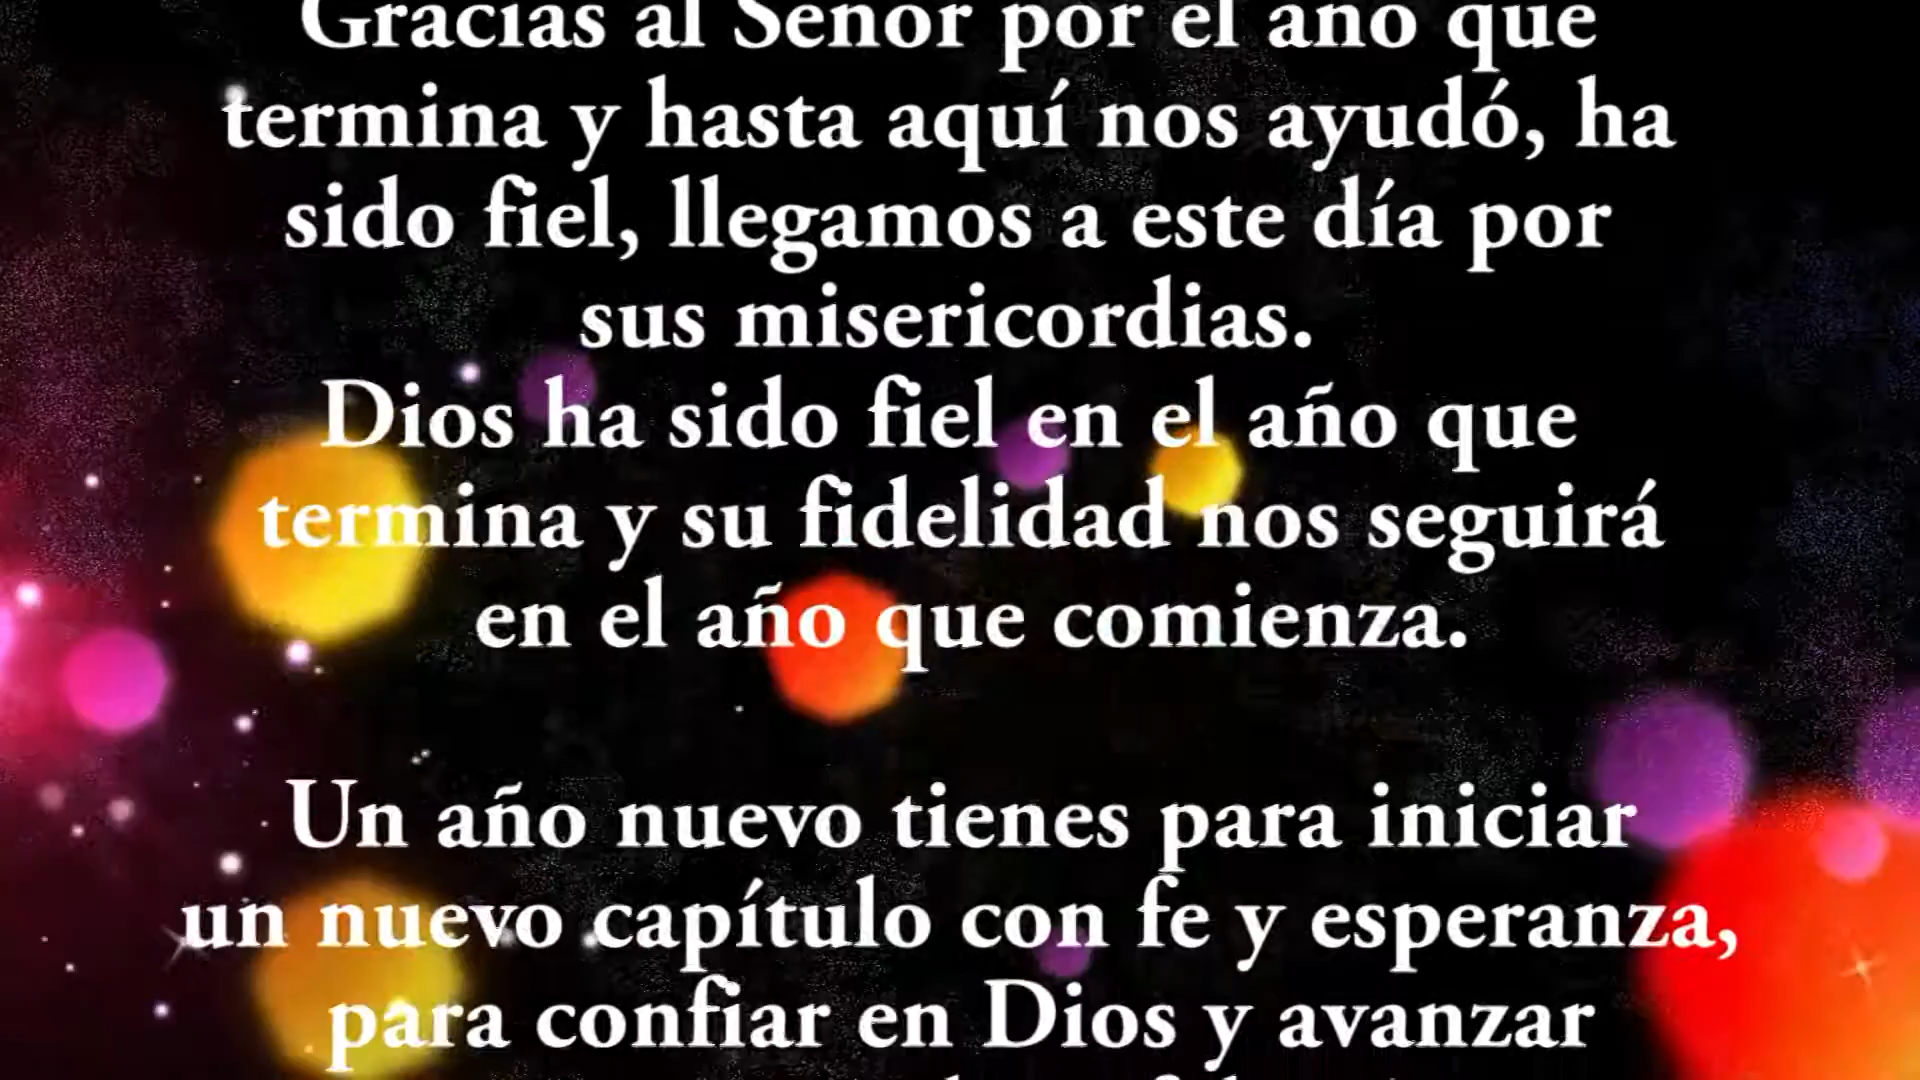 Gracias al Señor por el año que
termina y hasta aquí nos ayudó, ha
sido fiel, llegamos a este día por
sus misericordias.
Dios ha sido fiel en el año que
termina y su fidelidad nos seguirá
en el año que comienza.
Un año nuevo tienes para iniciar
un nuevo capítulo con fe y esperanza,
para confiar en Dios y avanzar